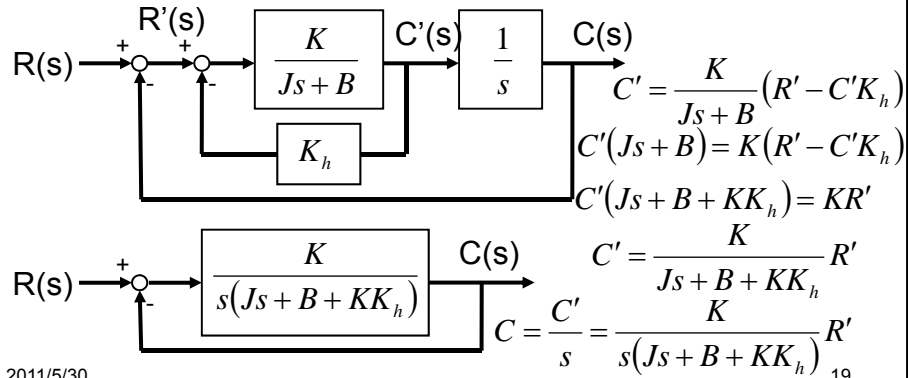 R'(s)
R(s) + - + - K / (Js + B) C'(s) 1 / s C(s)
K_h
C′ = K / (Js + B) (R′ − C′K_h)
C′(Js + B) = K(R′ − C′K_h)
C′(Js + B + KK_h) = KR′
C′ = K / (Js + B + KK_h) R′
R(s) + - K / (s(Js + B + KK_h)) C(s)
C = C′ / s = K / (s(Js + B + KK_h)) R′
2011/5/30
19